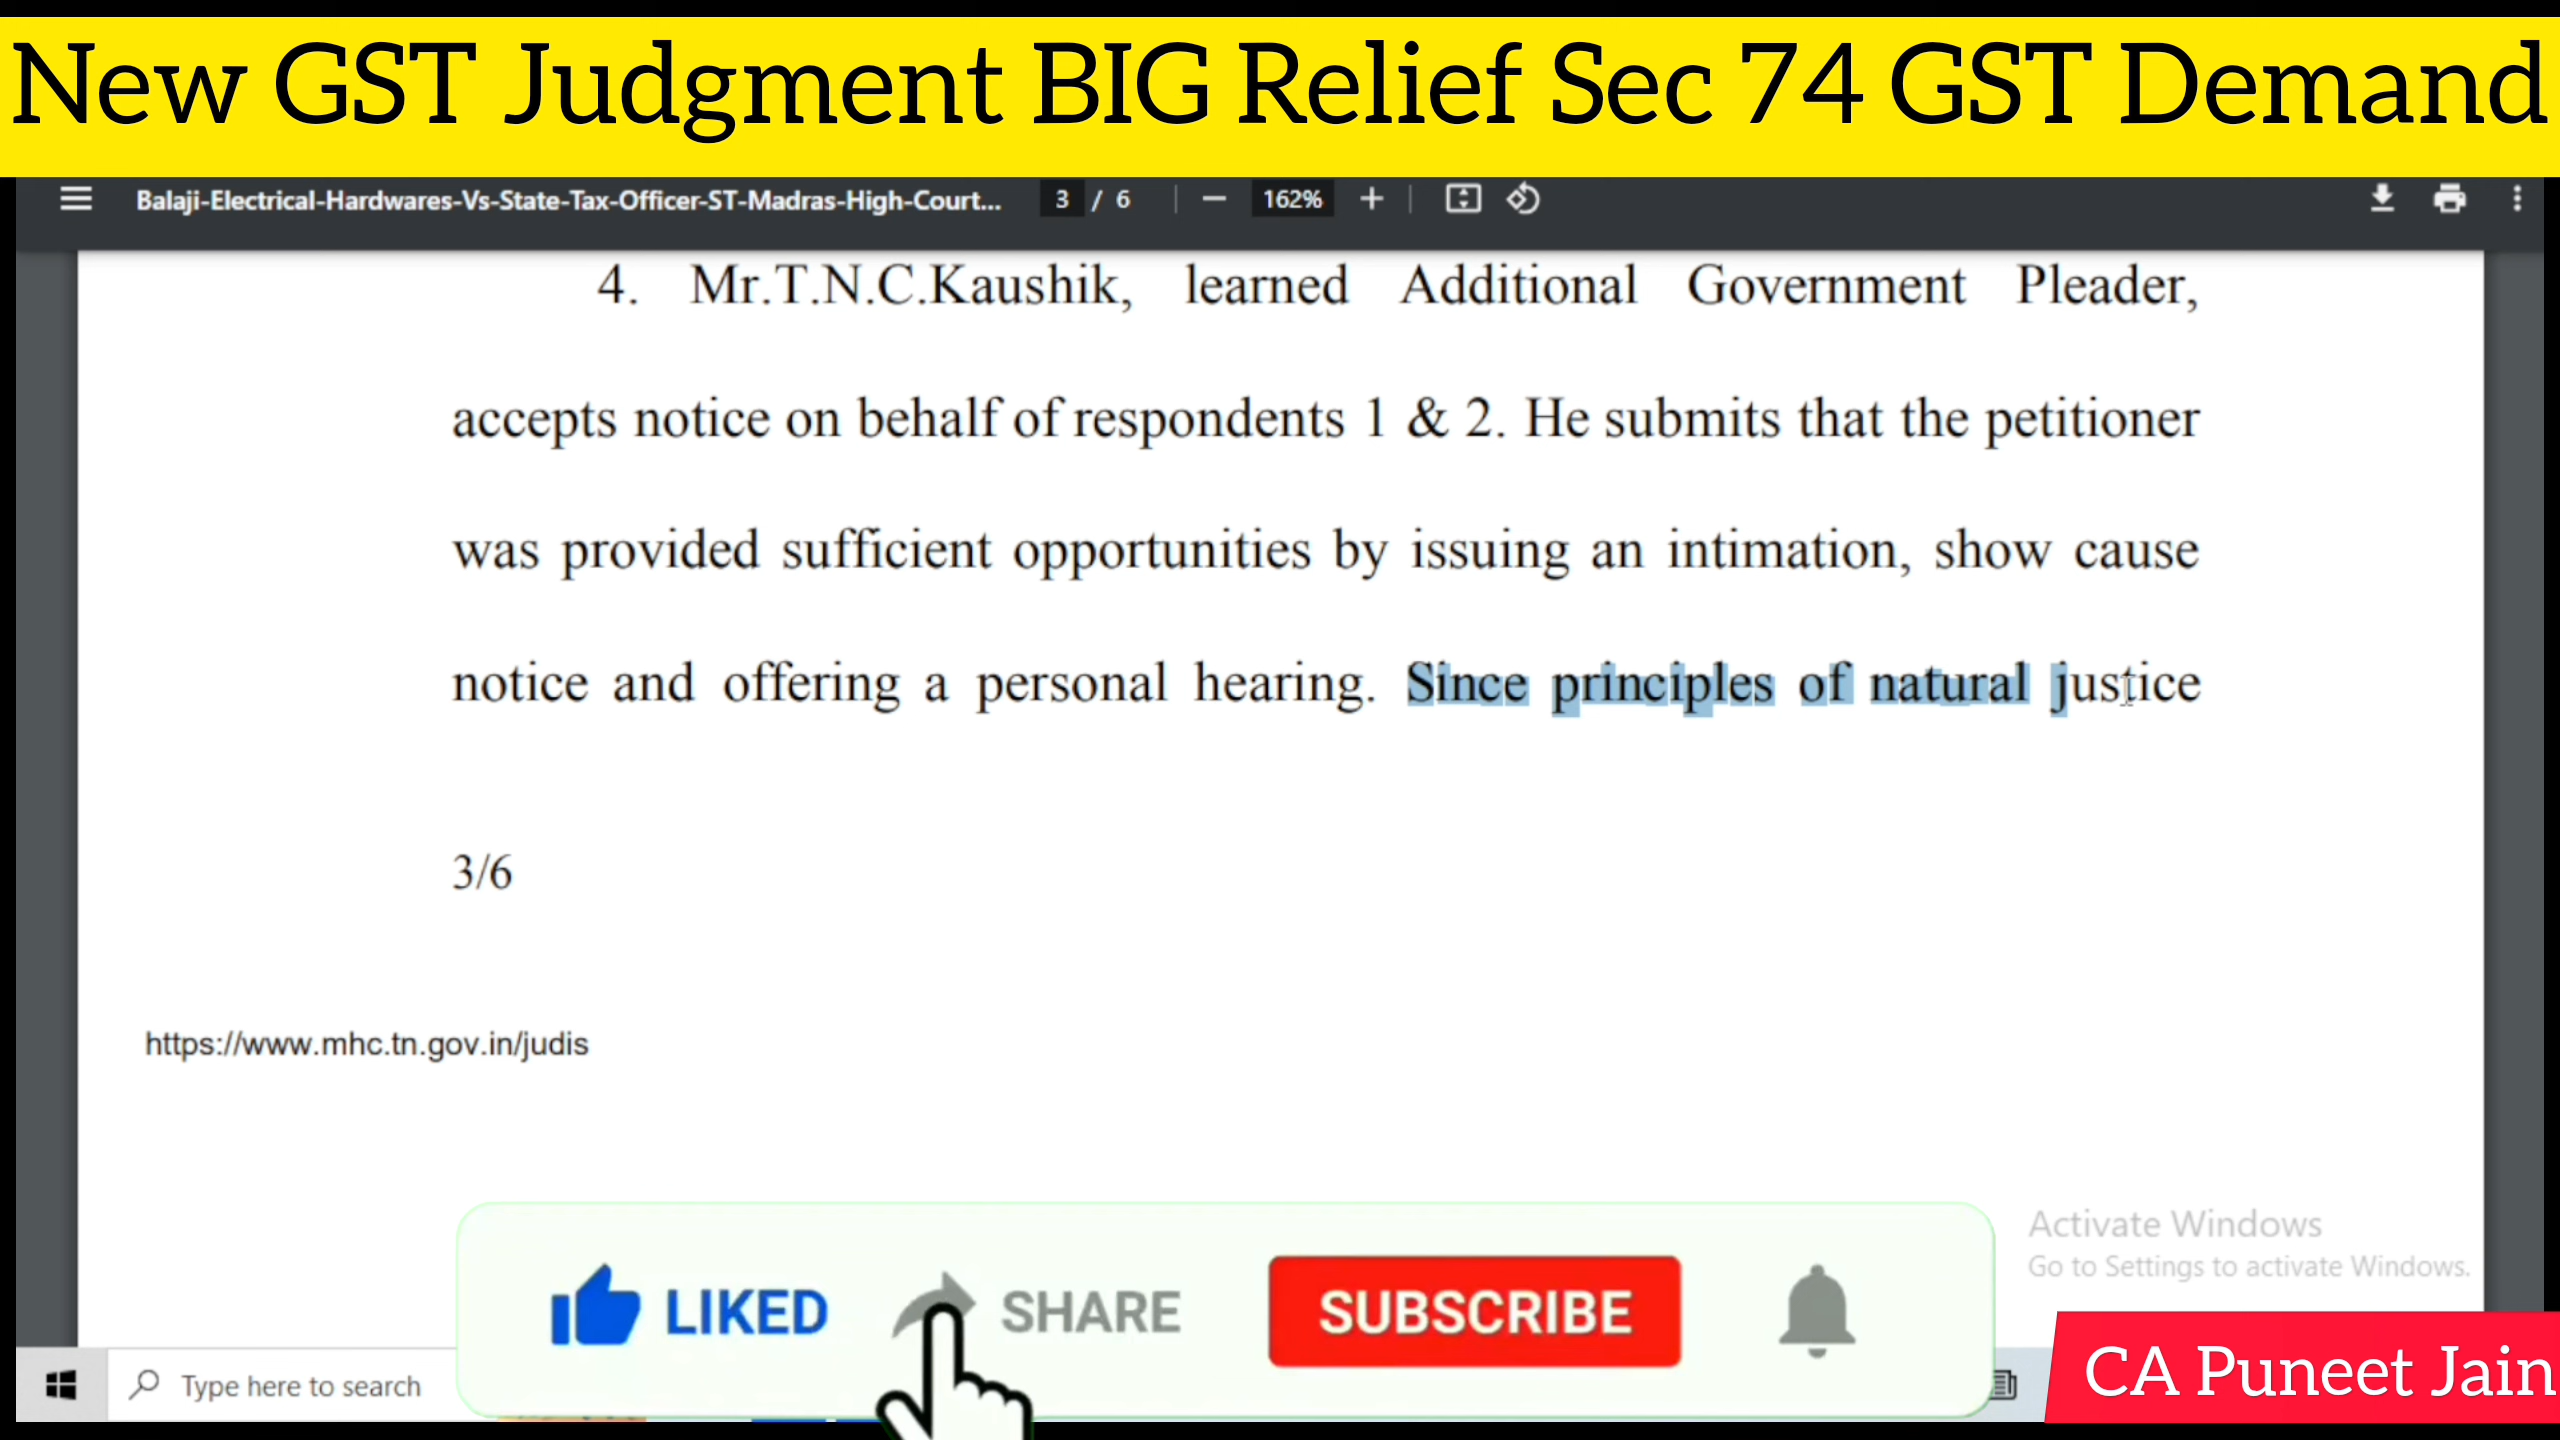 New GST Judgment BIG Relief Sec 74 GST Demand
Balaji-Electrical-Hardwares-Vs-State-Tax-Officer-ST-Madras-High-Court... 3 / 6 162%
4. Mr.T.N.C.Kaushik, learned Additional Government Pleader,
accepts notice on behalf of respondents 1 & 2. He submits that the petitioner
was provided sufficient opportunities by issuing an intimation, show cause
notice and offering a personal hearing. Since principles of natural justice
3/6
https://www.mhc.tn.gov.in/judis
Activate Windows
Go to Settings to activate Windows.
LIKED SHARE SUBSCRIBE
Type here to search
CA Puneet Jain